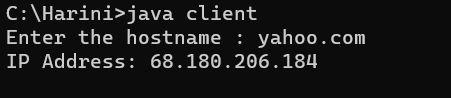 C:\Harini>java client
Enter the hostname : yahoo.com
IP Address: 68.180.206.184